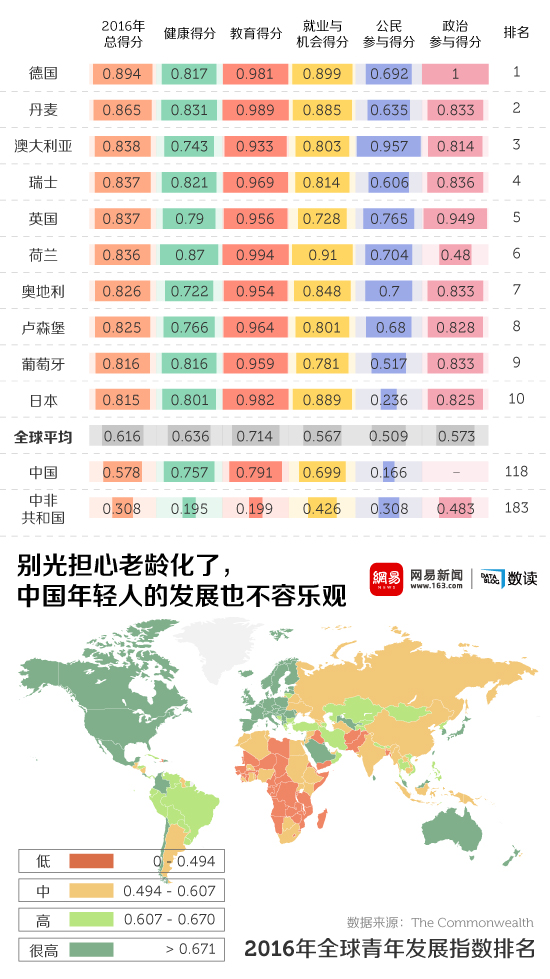 2016年 健康得分 教育得分 就业与 公民 政治 排名
总得分 机会得分 参与得分 参与得分
德国 0.894 0.817 0.981 0.899 0.692 1 1
丹麦 0.865 0.831 0.989 0.885 0.635 0.833 2
澳大利亚 0.838 0.743 0.933 0.803 0.957 0.814 3
瑞士 0.837 0.821 0.969 0.814 0.606 0.836 4
英国 0.837 0.79 0.956 0.728 0.765 0.949 5
荷兰 0.836 0.87 0.994 0.91 0.704 0.48 6
奥地利 0.826 0.722 0.954 0.848 0.7 0.833 7
卢森堡 0.825 0.766 0.964 0.801 0.68 0.828 8
葡萄牙 0.816 0.816 0.959 0.781 0.517 0.833 9
日本 0.815 0.801 0.982 0.889 0.236 0.825 10
全球平均 0.616 0.636 0.714 0.567 0.509 0.573
中国 0.578 0.757 0.791 0.699 0.166 – 118
中非
共和国 0.308 0.195 0.199 0.426 0.308 0.483 183
别光担心老龄化了，
中国年轻人的发展也不容乐观
網易 NEWS 网易新闻 www.163.com DATA BLOG 数读
低 0 - 0.494
中 0.494 - 0.607
高 0.607 - 0.670
很高 > 0.671
数据来源：The Commonwealth
2016年全球青年发展指数排名